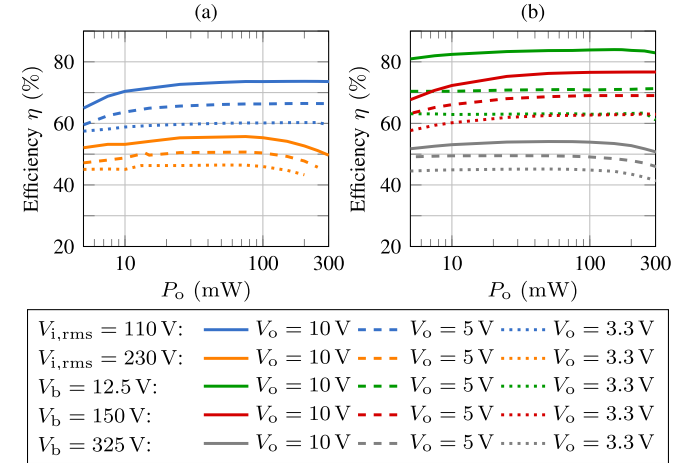 (a)
(b)
Efficiency η (%)
80
60
40
20
10
100
300
Pₒ (mW)
Efficiency η (%)
80
60
40
20
10
100
300
Pₒ (mW)
Vᵢ,rms = 110 V: Vₒ = 10 V Vₒ = 5 V Vₒ = 3.3 V
Vᵢ,rms = 230 V: Vₒ = 10 V Vₒ = 5 V Vₒ = 3.3 V
V_b = 12.5 V: Vₒ = 10 V Vₒ = 5 V Vₒ = 3.3 V
V_b = 150 V: Vₒ = 10 V Vₒ = 5 V Vₒ = 3.3 V
V_b = 325 V: Vₒ = 10 V Vₒ = 5 V Vₒ = 3.3 V